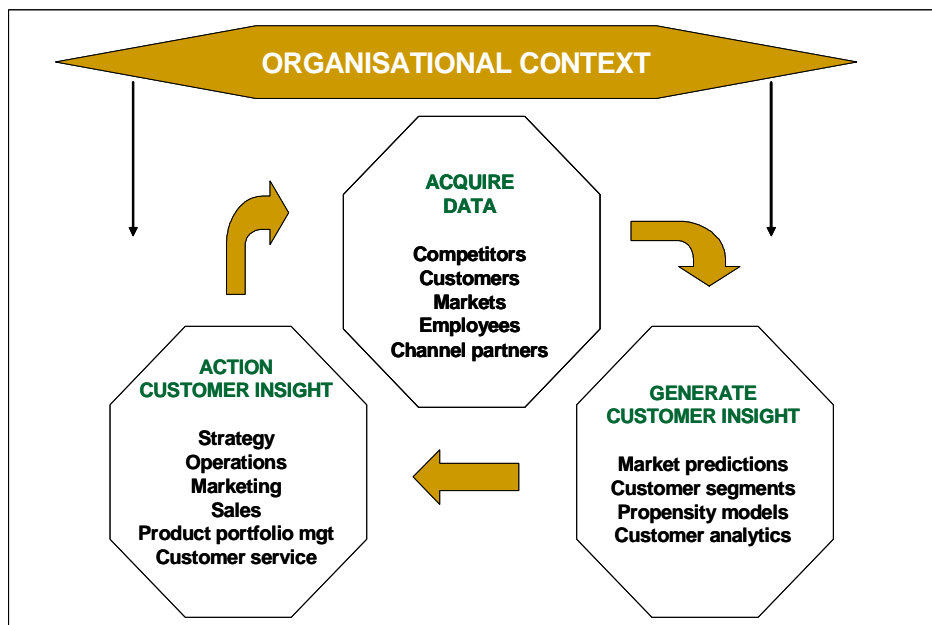 ORGANISATIONAL CONTEXT
ACQUIRE
DATA
Competitors
Customers
Markets
Employees
Channel partners
ACTION
CUSTOMER INSIGHT
Strategy
Operations
Marketing
Sales
Product portfolio mgt
Customer service
GENERATE
CUSTOMER INSIGHT
Market predictions
Customer segments
Propensity models
Customer analytics